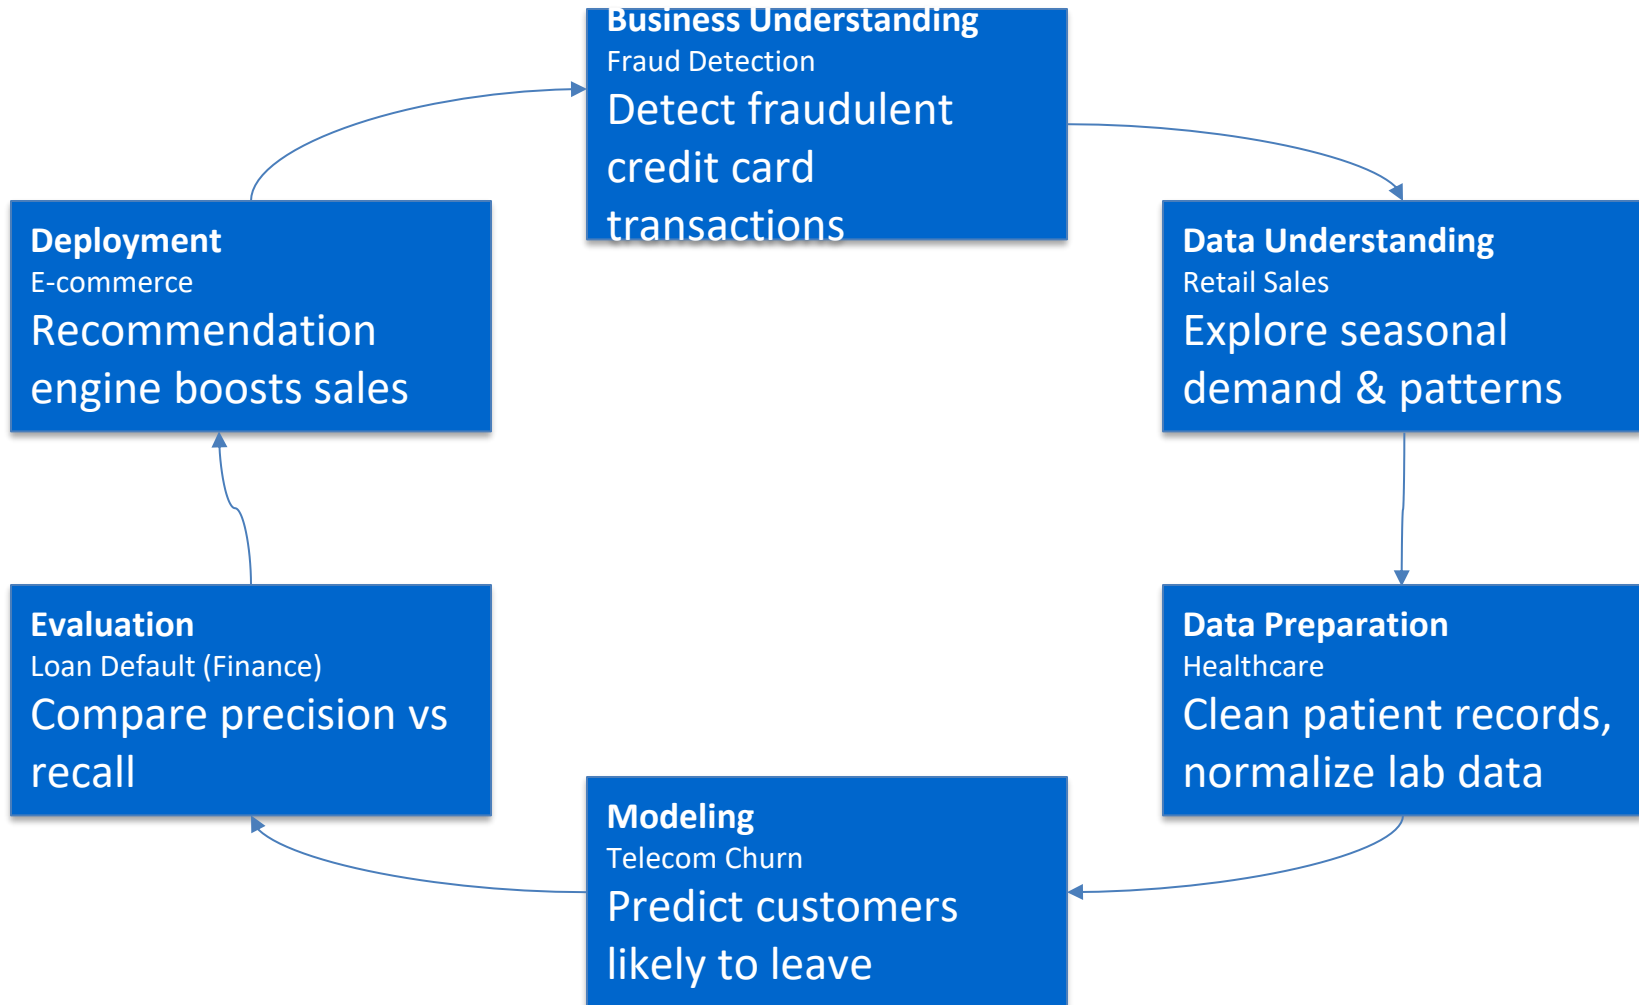 Business Understanding
Fraud Detection
Detect fraudulent
credit card
transactions
Data Understanding
Retail Sales
Explore seasonal
demand & patterns
Data Preparation
Healthcare
Clean patient records,
normalize lab data
Modeling
Telecom Churn
Predict customers
likely to leave
Evaluation
Loan Default (Finance)
Compare precision vs
recall
Deployment
E-commerce
Recommendation
engine boosts sales